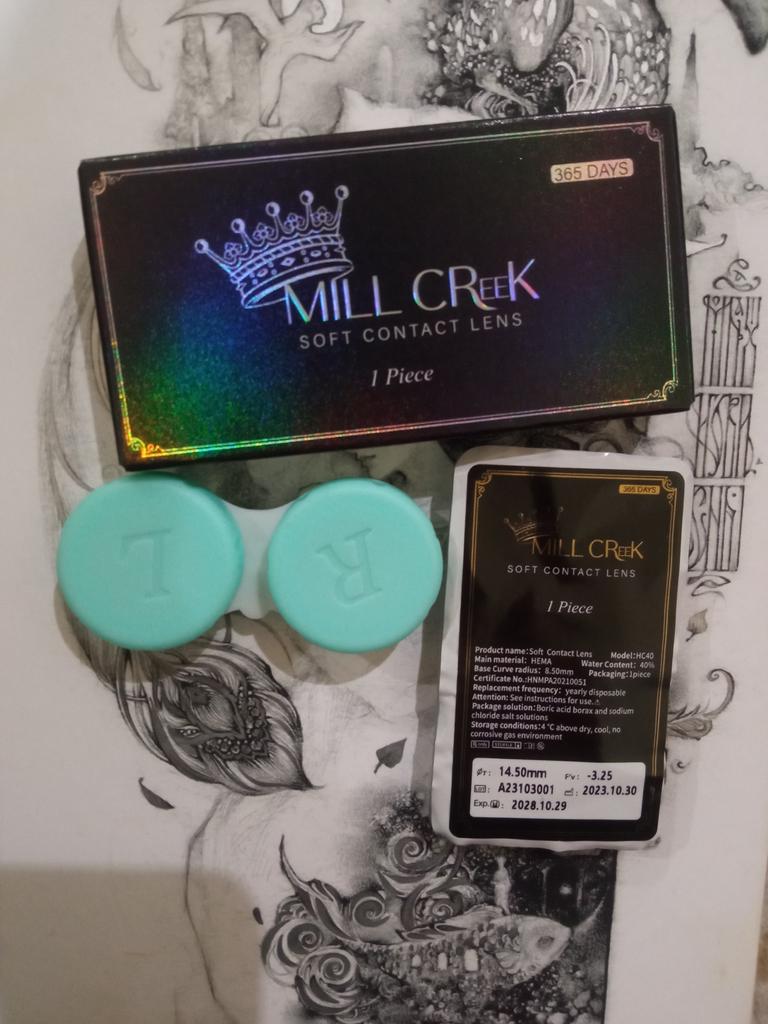 365 DAYS
MILL CREEK
SOFT CONTACT LENS
1 Piece
L
R
365 DAYS
MILL CREEK
SOFT CONTACT LENS
1 Piece
Product name:Soft Contact Lens Model:HC40
Main material: HEMA Water Content: 40%
Base Curve radius: 8.50mm Packaging:1piece
Certificate No.:HNMPA20210051
Replacement frequency: yearly disposable
Attention: See instructions for use.⚠
Package solution:Boric acid borax and sodium
chloride salt solutions
Storage conditions:4 °C above dry, cool, no
corrosive gas environment
øT: 14.50mm F'v: -3.25
LOT: A23103001 : 2023.10.30
Exp.: 2028.10.29